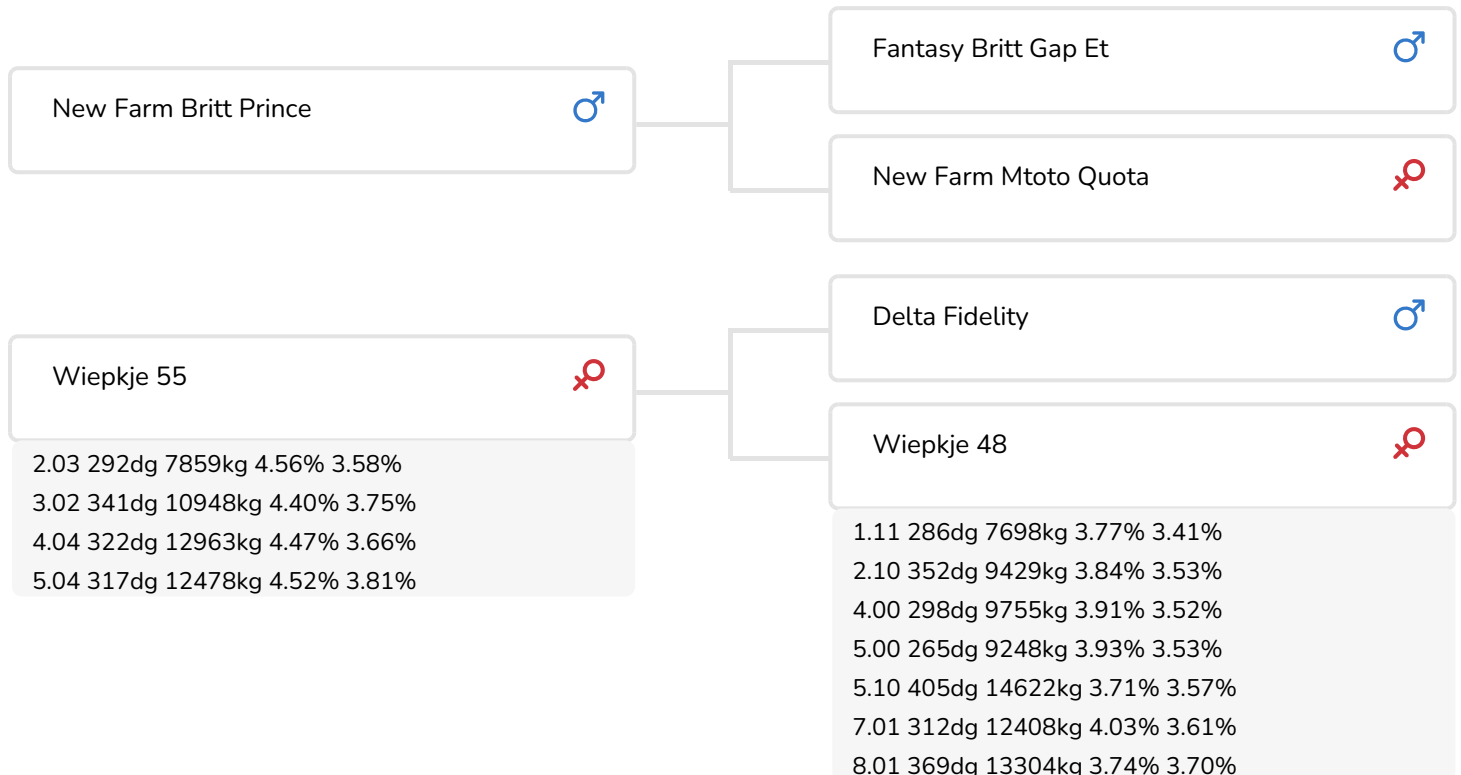 New Farm Britt Prince
Fantasy Britt Gap Et
New Farm Mtoto Quota
Wiepkje 55
2.03 292dg 7859kg 4.56% 3.58%
3.02 341dg 10948kg 4.40% 3.75%
4.04 322dg 12963kg 4.47% 3.66%
5.04 317dg 12478kg 4.52% 3.81%
Delta Fidelity
Wiepkje 48
1.11 286dg 7698kg 3.77% 3.41%
2.10 352dg 9429kg 3.84% 3.53%
4.00 298dg 9755kg 3.91% 3.52%
5.00 265dg 9248kg 3.93% 3.53%
5.10 405dg 14622kg 3.71% 3.57%
7.01 312dg 12408kg 4.03% 3.61%
8.01 369dg 13304kg 3.74% 3.70%